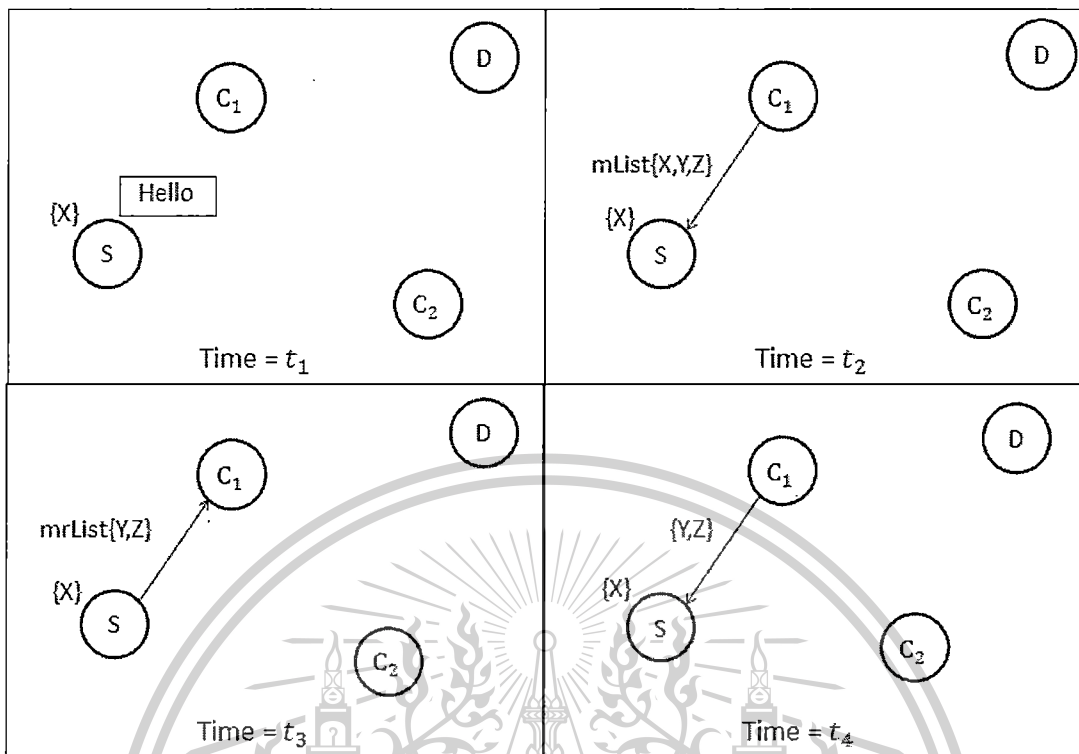 D
C₁
Hello
{X}
S
C₂
Time = t₁
D
C₁
mList{X,Y,Z}
{X}
S
C₂
Time = t₂
D
C₁
mrList{Y,Z}
{X}
S
C₂
Time = t₃
D
C₁
{Y,Z}
{X}
S
C₂
Time = t₄